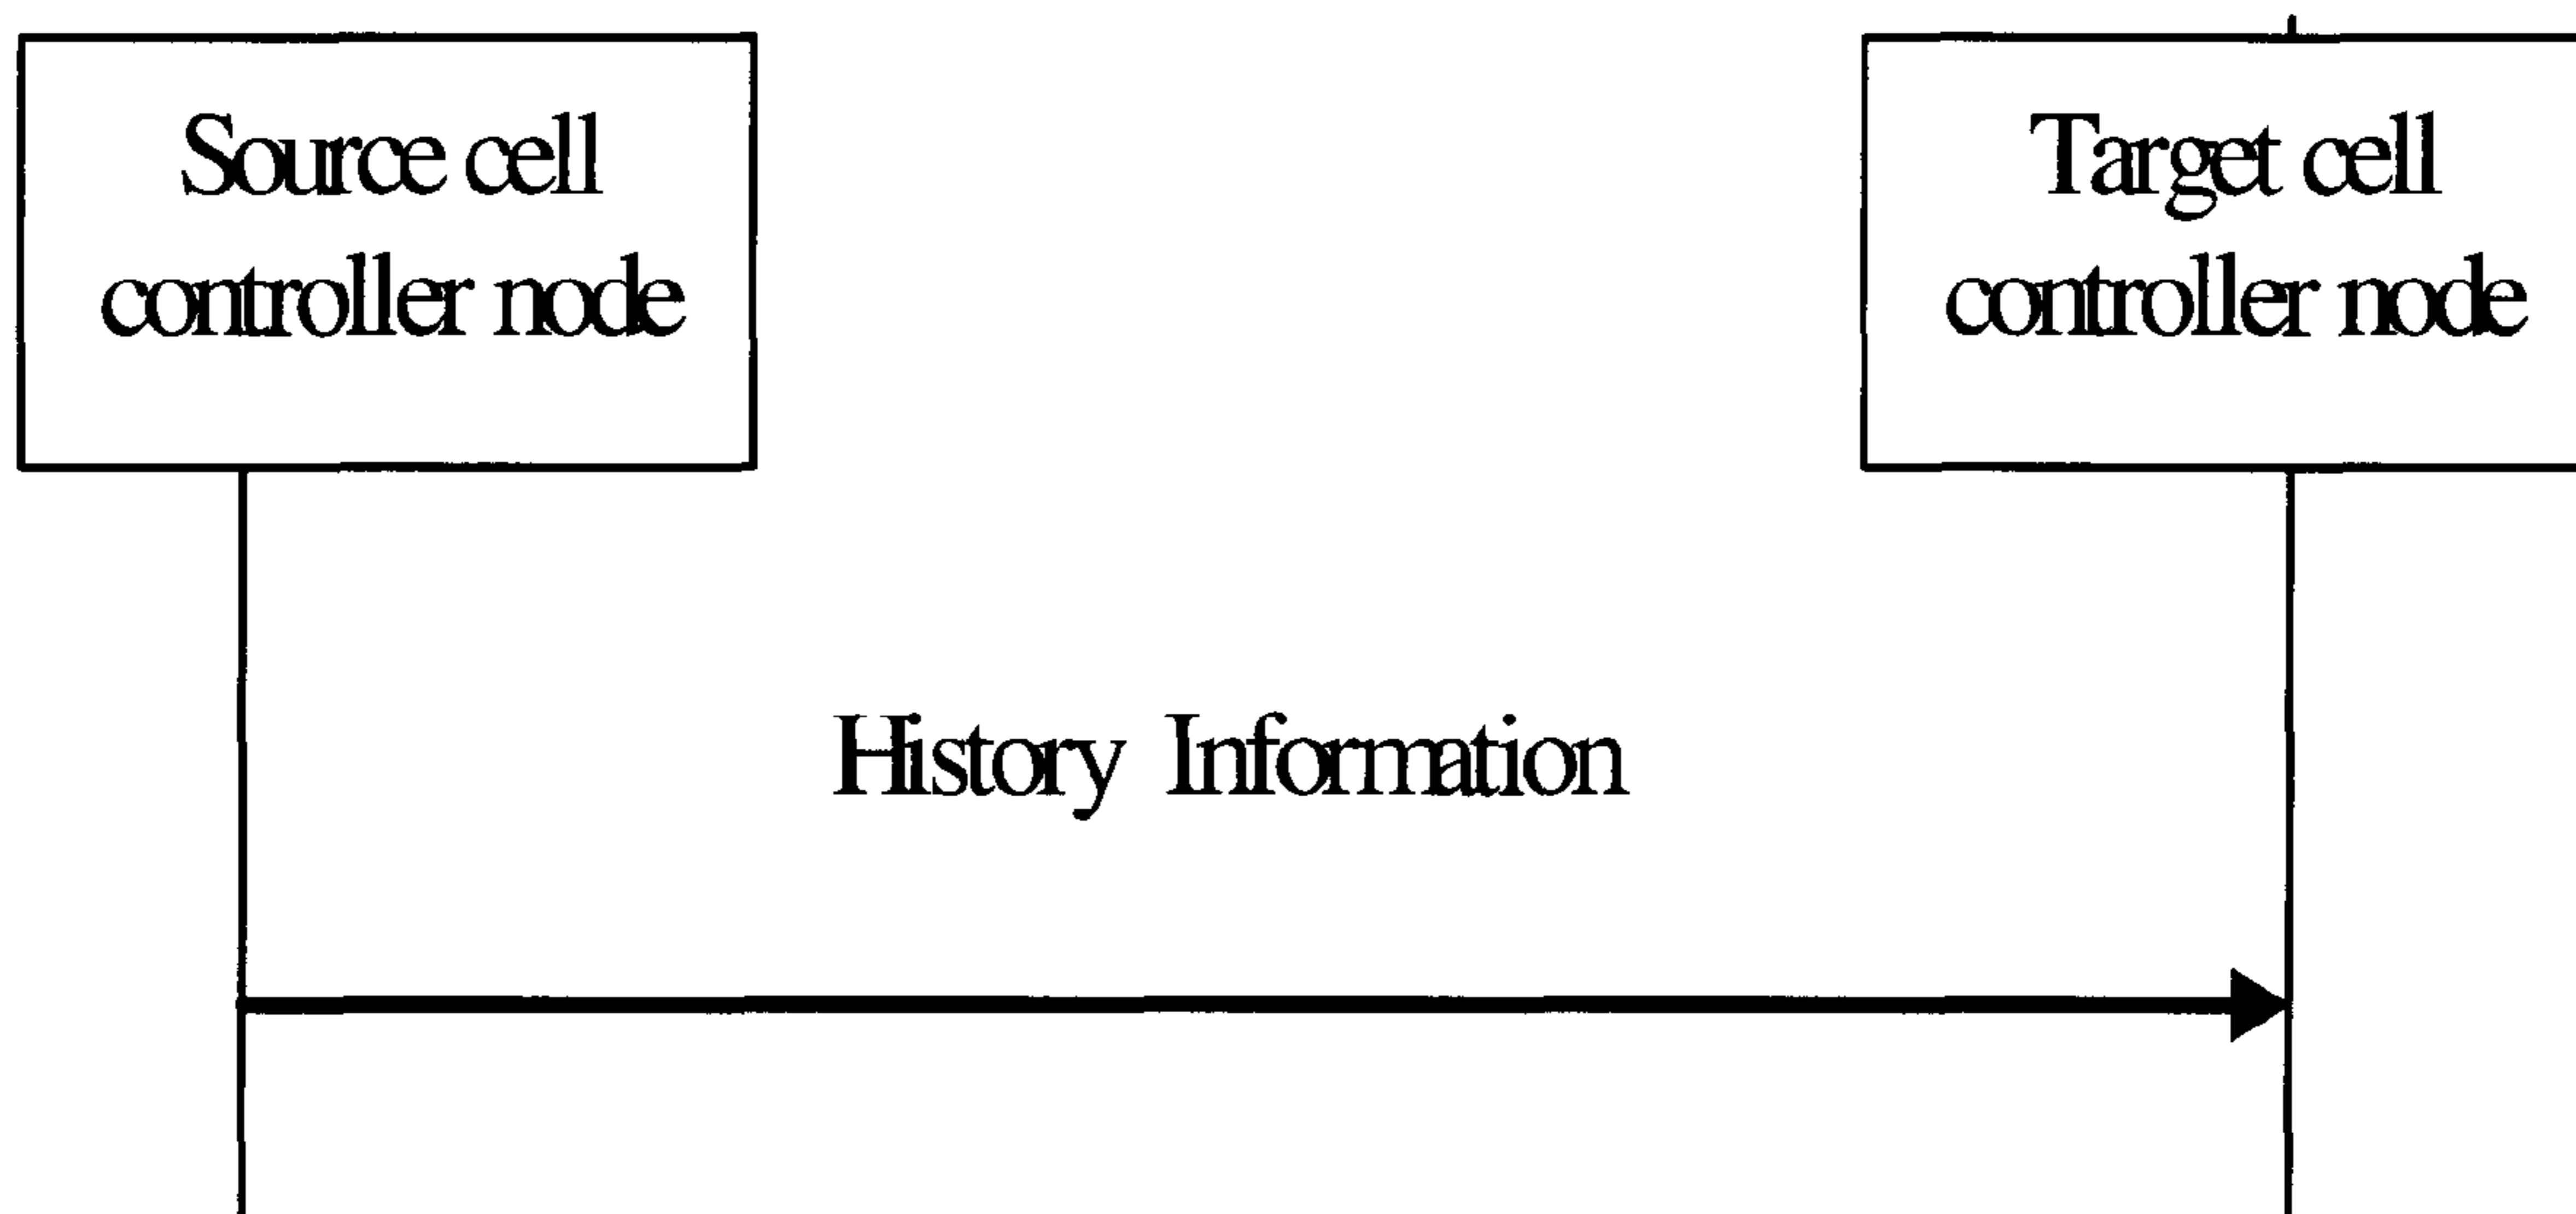 Source cell
controller node
Target cell
controller node
History Information